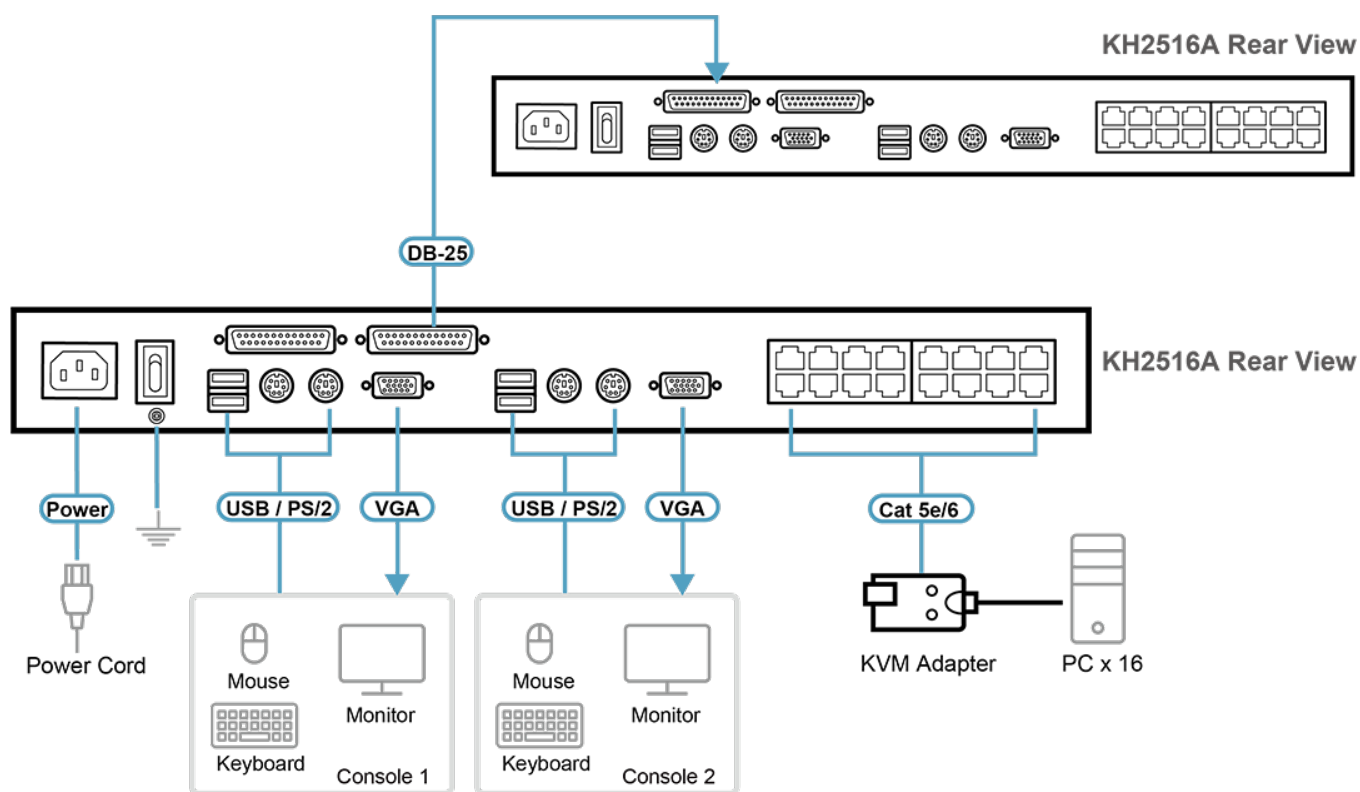 KH2516A Rear View
DB-25
KH2516A Rear View
Power
USB / PS/2
VGA
USB / PS/2
VGA
Cat 5e/6
Power Cord
Mouse
Monitor
Keyboard
Console 1
Mouse
Monitor
Keyboard
Console 2
KVM Adapter
PC x 16